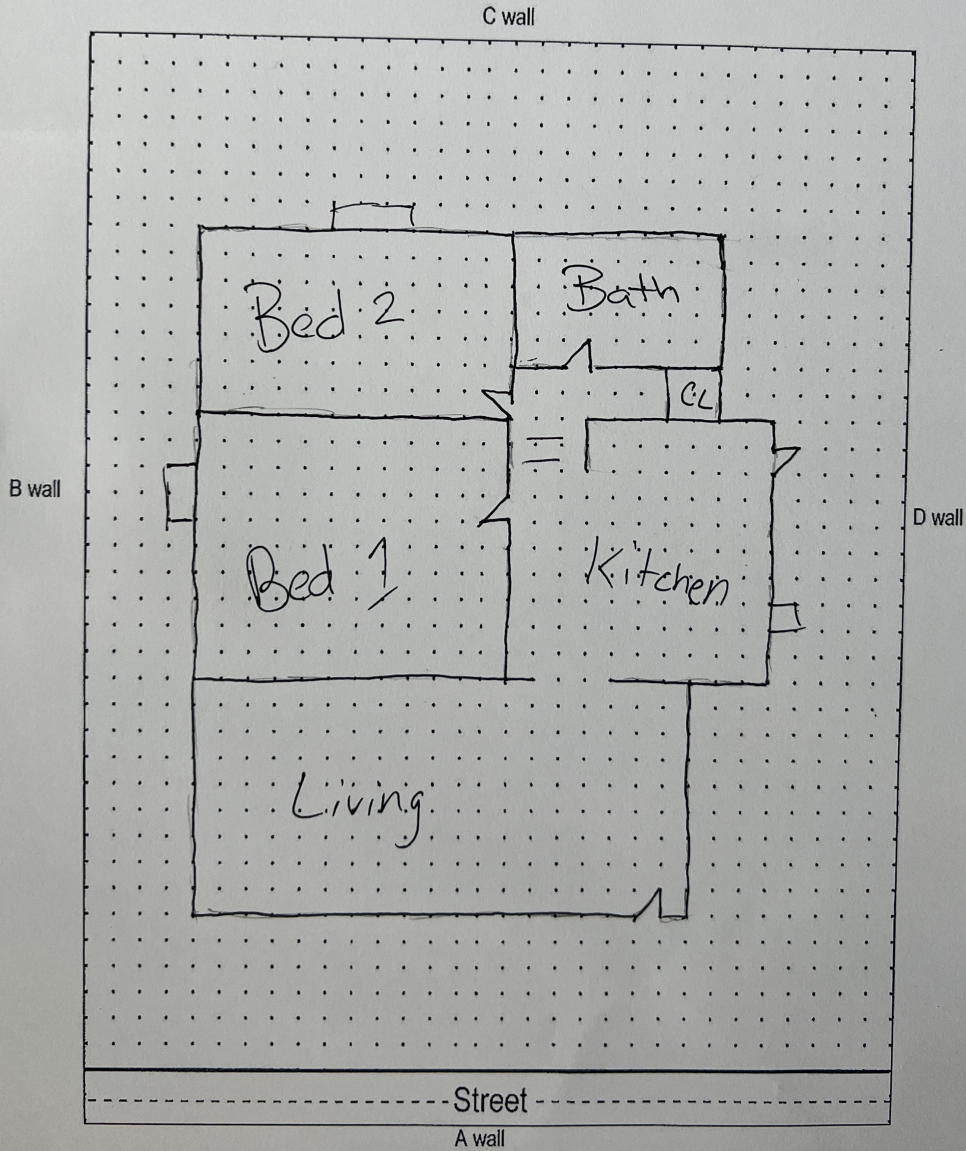 C wall
Bed 2
Bath
CL
B wall
D wall
Bed 1
Kitchen
Living
Street
A wall